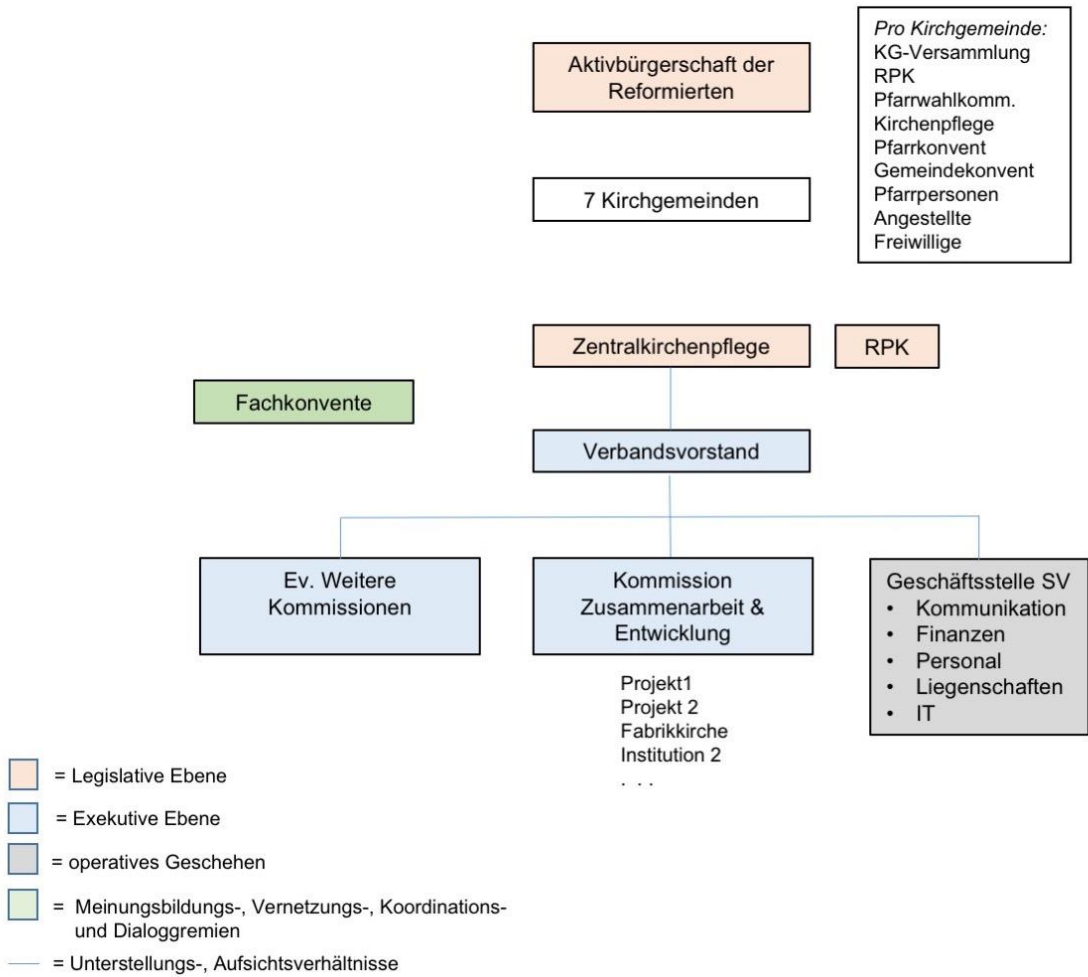 Aktivbürgerschaft der
Reformierten
Pro Kirchgemeinde:
KG-Versammlung
RPK
Pfarrwahlkomm.
Kirchenpflege
Pfarrkonvent
Gemeindekonvent
Pfarrpersonen
Angestellte
Freiwillige
7 Kirchgemeinden
Zentralkirchenpflege
RPK
Fachkonvente
Verbandsvorstand
Ev. Weitere
Kommissionen
Kommission
Zusammenarbeit &
Entwicklung
Projekt1
Projekt 2
Fabrikkirche
Institution 2
. . .
Geschäftsstelle SV
• Kommunikation
• Finanzen
• Personal
• Liegenschaften
• IT
= Legislative Ebene
= Exekutive Ebene
= operatives Geschehen
= Meinungsbildungs-, Vernetzungs-, Koordinations-
und Dialoggremien
= Unterstellungs-, Aufsichtsverhältnisse